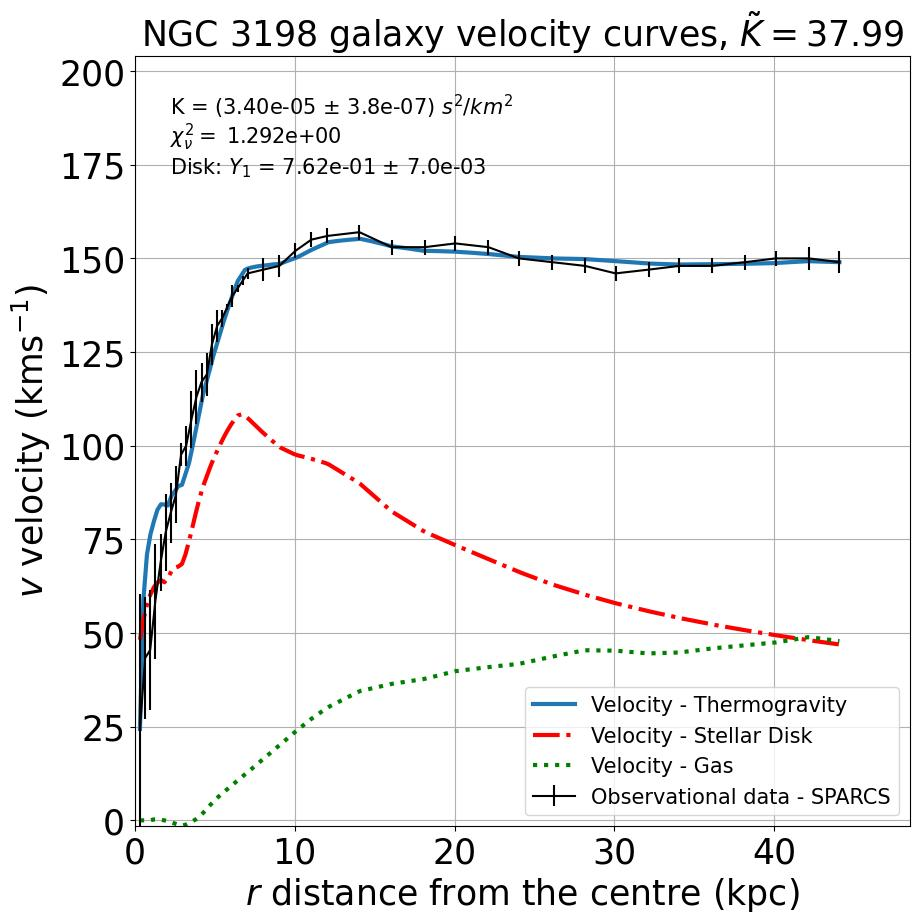 NGC 3198 galaxy velocity curves, K̃ = 37.99
K = (3.40e-05 ± 3.8e-07) s²/km²
χ²ᵥ = 1.292e+00
Disk: Y₁ = 7.62e-01 ± 7.0e-03
200
175
150
125
100
75
50
25
0
v velocity (kms⁻¹)
Velocity - Thermogravity
Velocity - Stellar Disk
Velocity - Gas
Observational data - SPARCS
0 10 20 30 40
r distance from the centre (kpc)